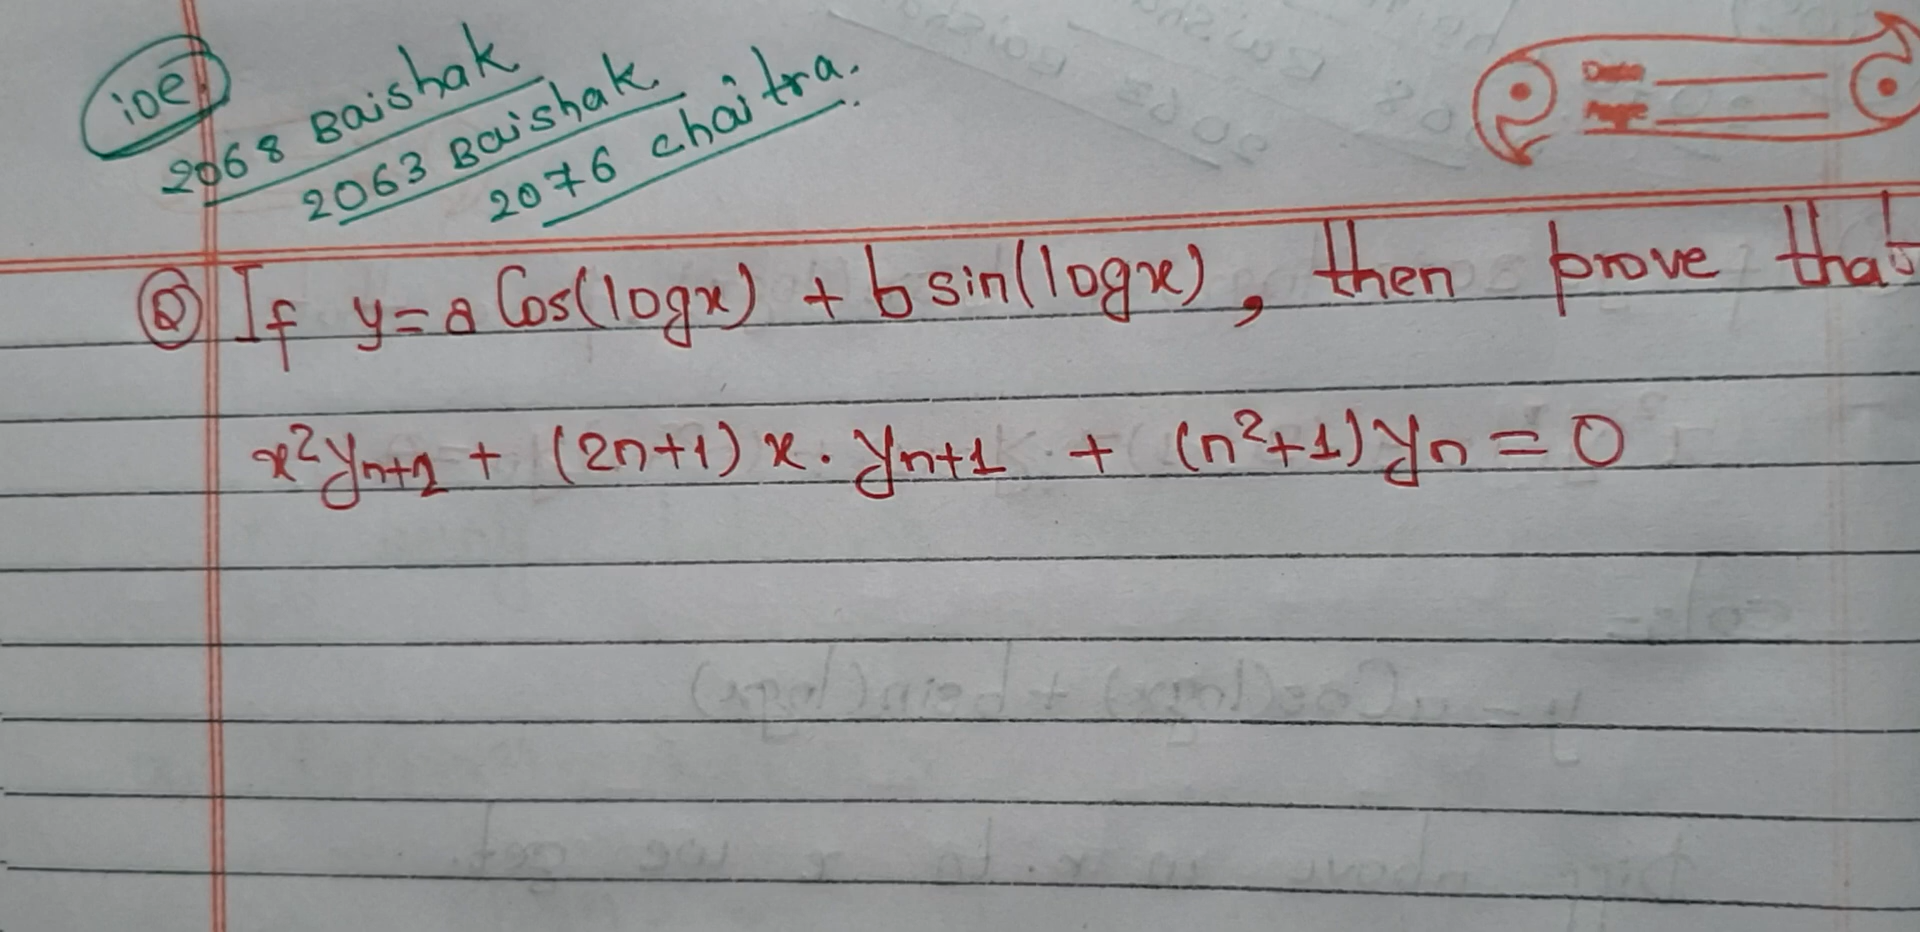 ioe
2068 Baishak
2063 Baishak.
2076 chaitra.
Date
Page
Q If y = a Cos(logx) + b sin(logx), then prove that
x²yn+2 + (2n+1) x . yn+1 + (n²+1) yn = 0